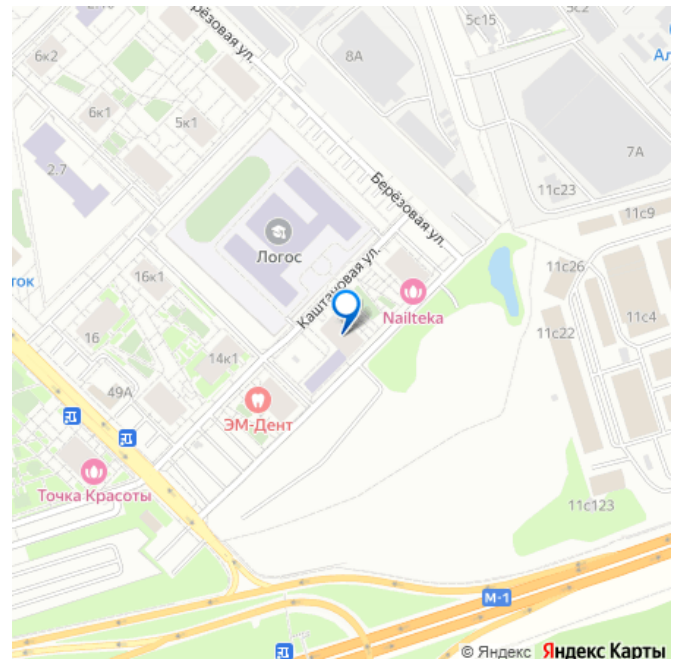 5с15
5с2
6к2
8А
Ал
Берёзовая ул.
6к1
5к1
7А
2.7
11с23
Берёзовая ул.
11с9
Логос
ток
16к1
11с26
Каштановая ул.
Nailteka
11с4
11с22
16
14к1
49А
ЭМ-Дент
Точка Красоты
11с123
М-1
© Яндекс Яндекс Карты